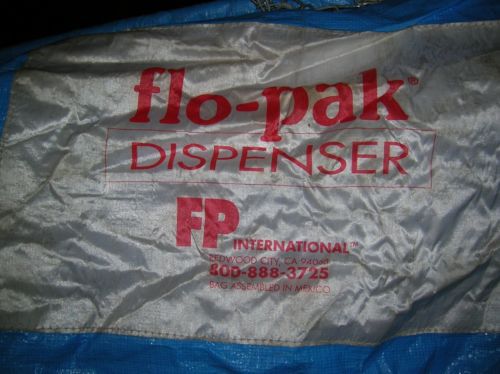 flo-pak®
DISPENSER
FP INTERNATIONAL™
REDWOOD CITY, CA 94063
800-888-3725
BAG ASSEMBLED IN MEXICO